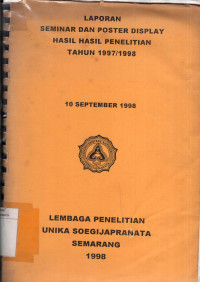 LAPORAN
SEMINAR DAN POSTER DISPLAY
HASIL HASIL PENELITIAN
TAHUN 1997/1998
10 SEPTEMBER 1998
LEMBAGA PENELITIAN
UNIKA SOEGIJAPRANATA
SEMARANG
1998